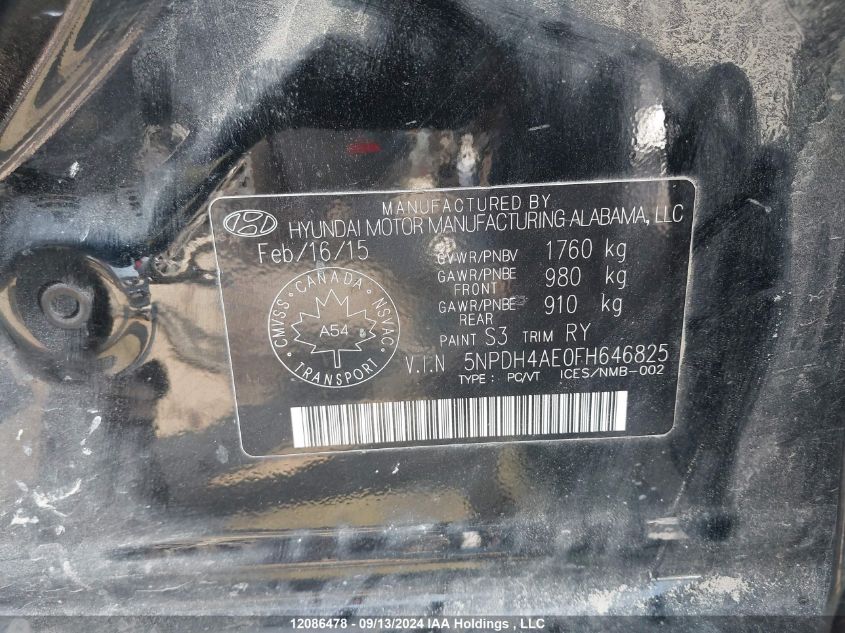 MANUFACTURED BY
HYUNDAI MOTOR MANUFACTURING ALABAMA, LLC
Feb/16/15
GVWR/PNBV 1760 kg
GAWR/PNBE FRONT 980 kg
GAWR/PNBE REAR 910 kg
PAINT S3 TRIM RY
V.I.N 5NPDH4AE0FH646825
TYPE : PC/VT ICES/NMB-002
CANADA
CMVSS · NSVAC
A54
TRANSPORT
12086478 - 09/13/2024 IAA Holdings , LLC